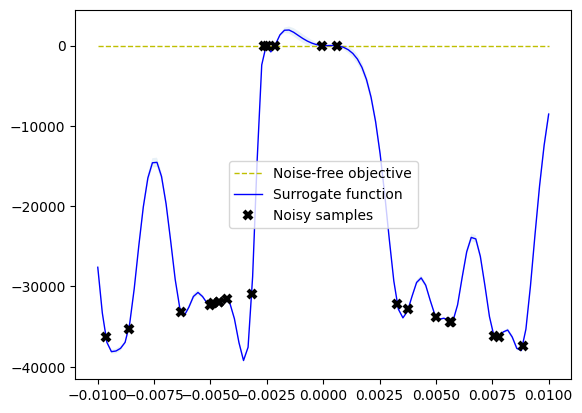 0
−10000
−20000
−30000
−40000
Noise-free objective
Surrogate function
Noisy samples
−0.0100 −0.0075 −0.0050 −0.0025 0.0000 0.0025 0.0050 0.0075 0.0100